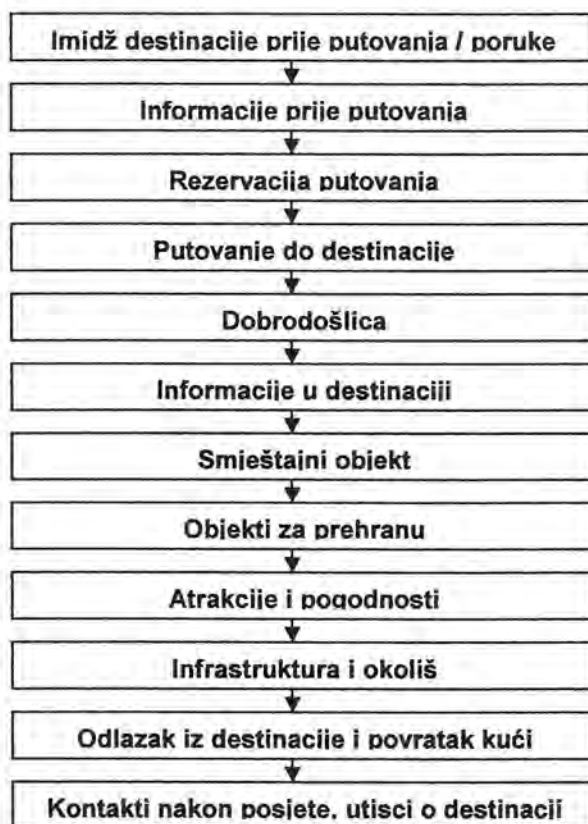 Imidž destinacije prije putovanja / poruke
Informacije prije putovanja
Rezervacija putovanja
Putovanje do destinacije
Dobrodošlica
Informacije u destinaciji
Smještajni objekt
Objekti za prehranu
Atrakcije i pogodnosti
Infrastruktura i okoliš
Odlazak iz destinacije i povratak kući
Kontakti nakon posjete, utisci o destinacji